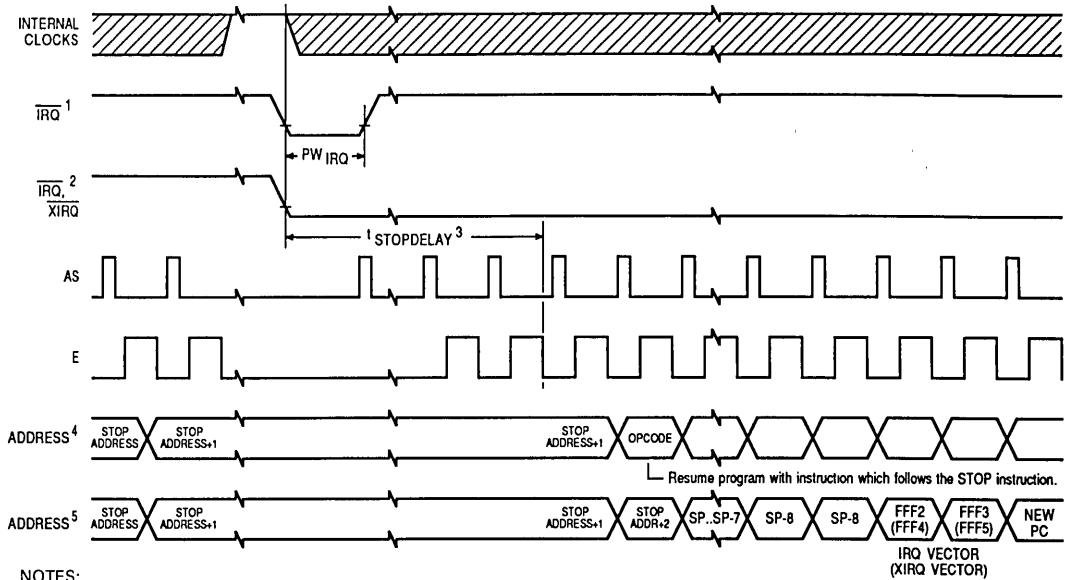 INTERNAL
CLOCKS
IRQ 1
PW IRQ
IRQ, 2
XIRQ
t STOPDELAY 3
AS
E
ADDRESS 4
STOP
ADDRESS
STOP
ADDRESS+1
STOP
ADDRESS+1
OPCODE
Resume program with instruction which follows the STOP instruction.
ADDRESS 5
STOP
ADDRESS
STOP
ADDRESS+1
STOP
ADDRESS+1
STOP
ADDR+2
SP..SP-7
SP-8
SP-8
FFF2
(FFF4)
FFF3
(FFF5)
NEW
PC
IRQ VECTOR
(XIRQ VECTOR)
NOTES: